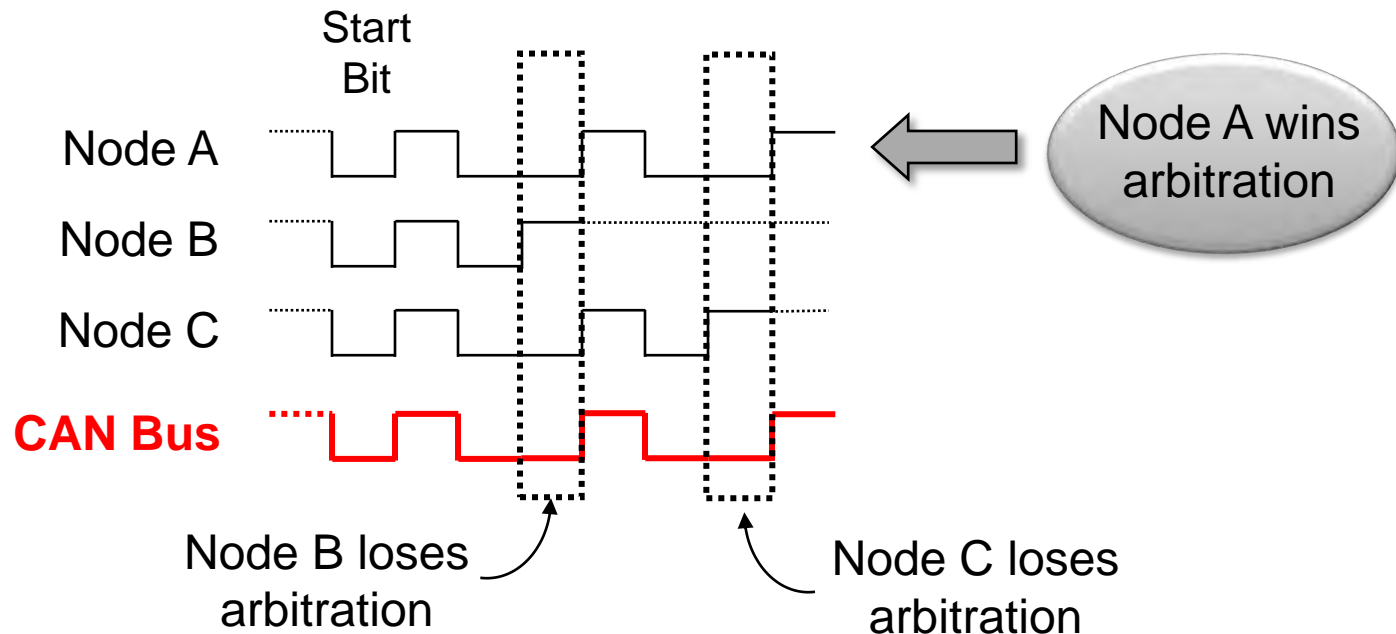 Start
Bit
Node A
Node A wins
arbitration
Node B
Node C
CAN Bus
Node B loses
arbitration
Node C loses
arbitration